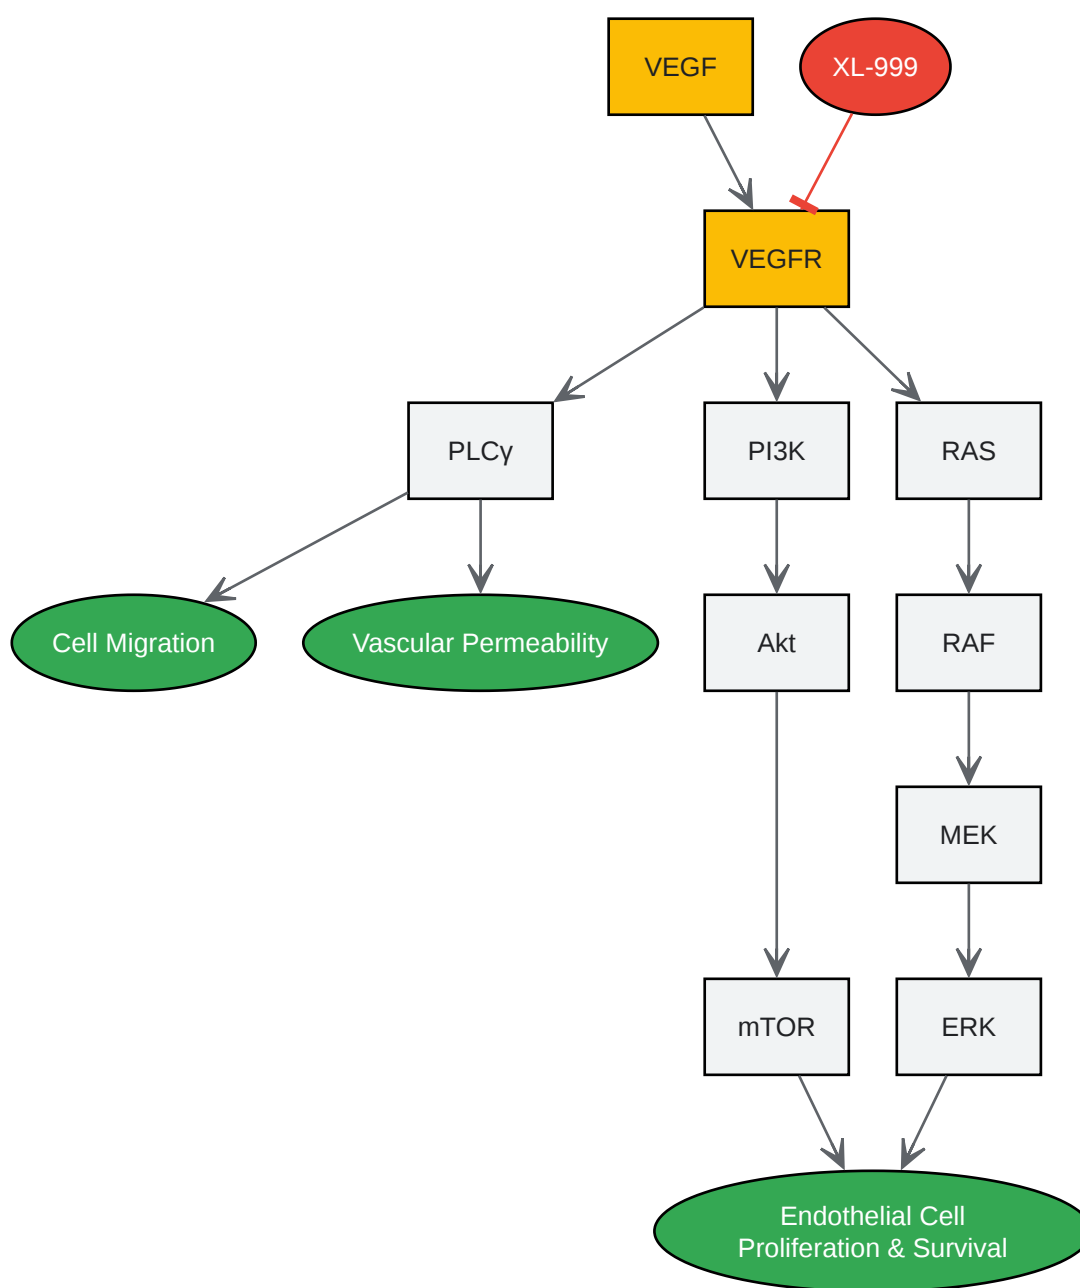 VEGF
XL-999
VEGFR
PLCγ
PI3K
RAS
Cell Migration
Vascular Permeability
Akt
RAF
MEK
mTOR
ERK
Endothelial Cell
Proliferation & Survival